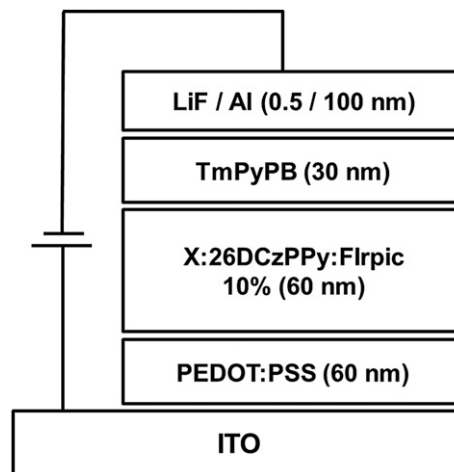 LiF / Al (0.5 / 100 nm)
TmPyPB (30 nm)
X:26DCzPPy:FIrpic
10% (60 nm)
PEDOT:PSS (60 nm)
ITO